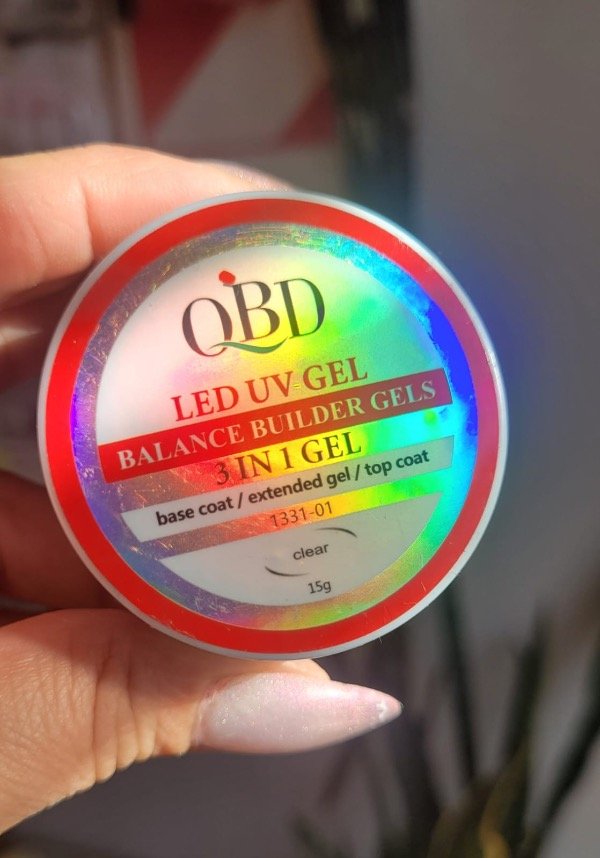 QBD
LED UV GEL
BALANCE BUILDER GELS
3 IN 1 GEL
base coat / extended gel / top coat
1331-01
clear
15g